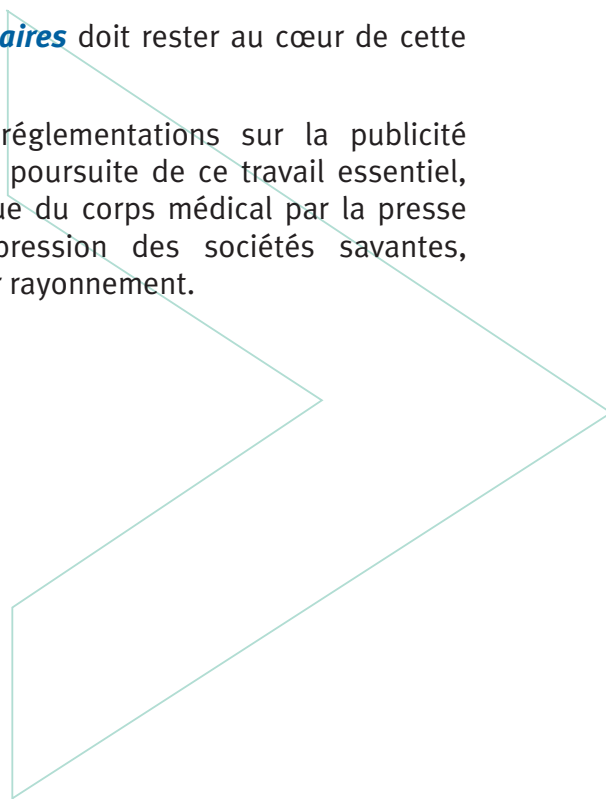 aires doit rester au cœur de cette
réglementations sur la publicité
poursuite de ce travail essentiel,
ue du corps médical par la presse
pression des sociétés savantes,
r rayonnement.